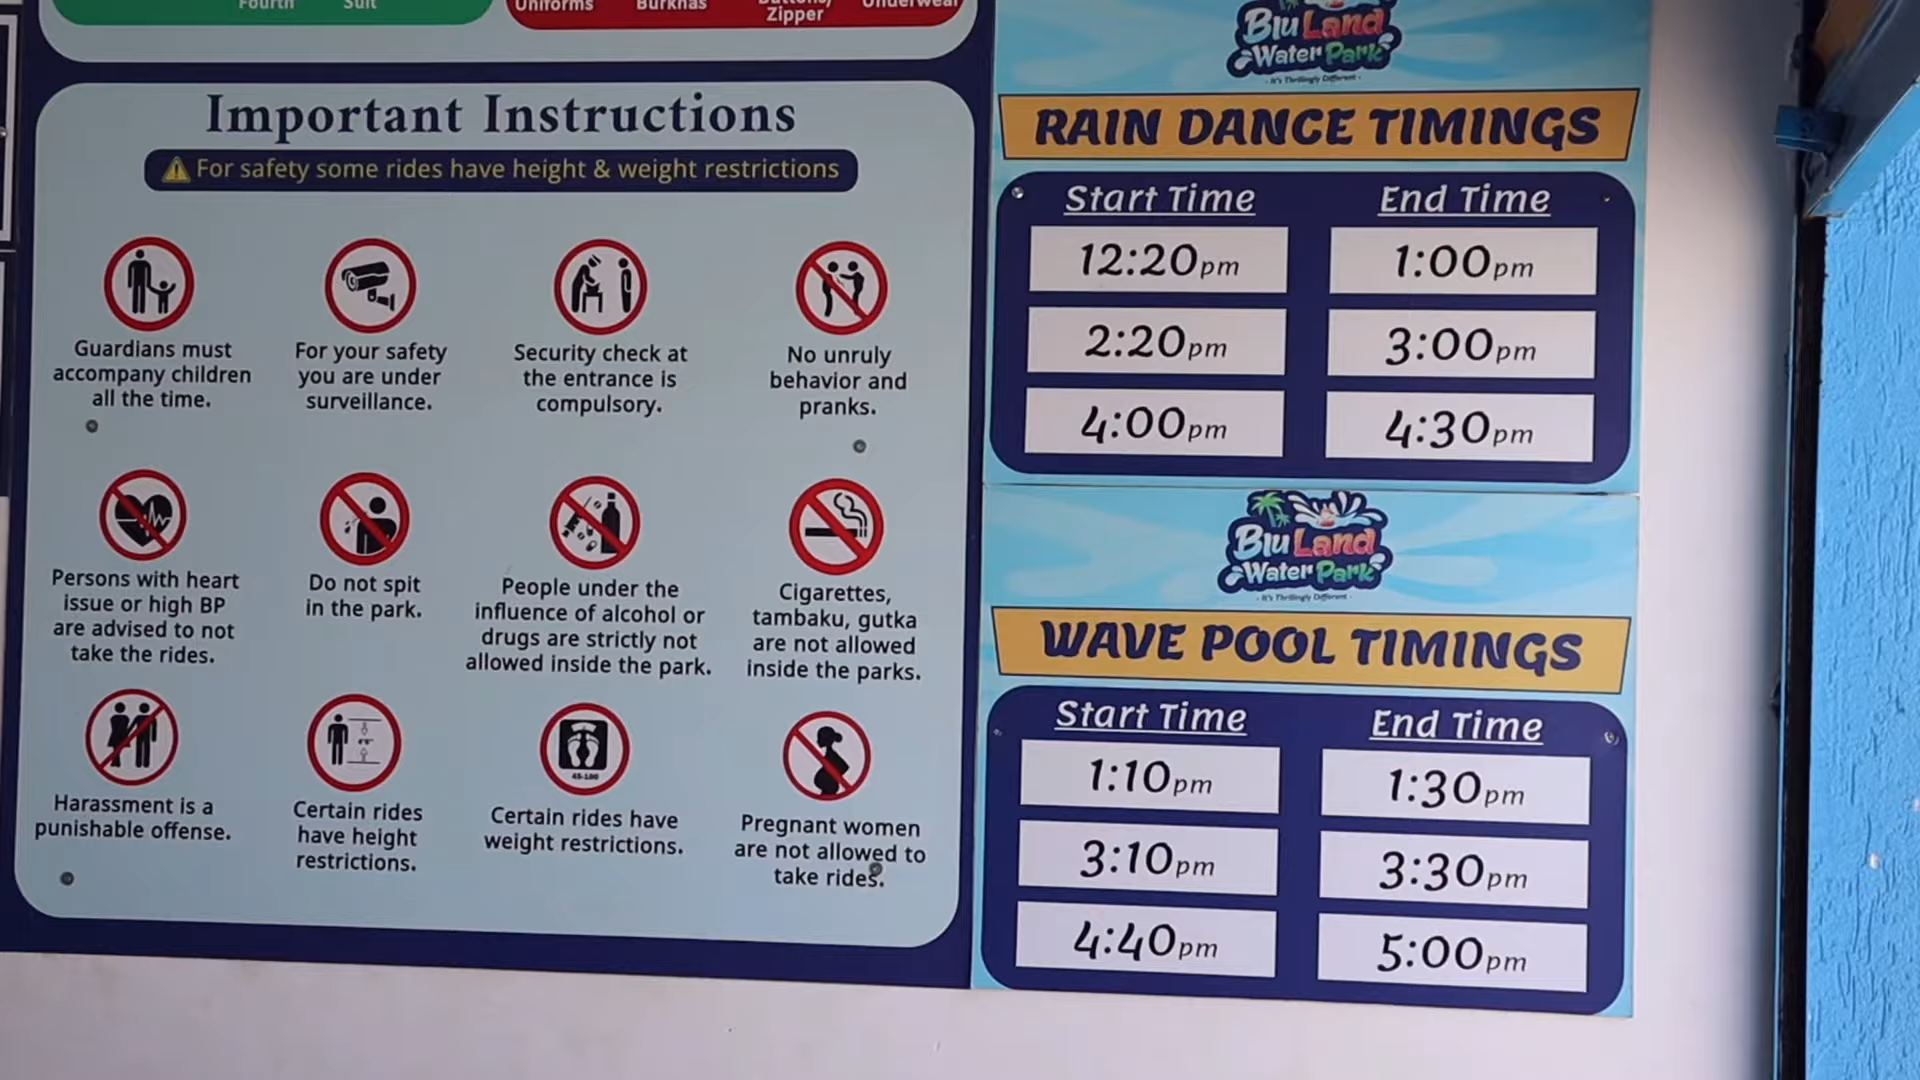 Fourth Suit
Uniforms Burkhas Zipper Underwear
Important Instructions
For safety some rides have height & weight restrictions
Guardians must
accompany children
all the time.
For your safety
you are under
surveillance.
Security check at
the entrance is
compulsory.
No unruly
behavior and
pranks.
Persons with heart
issue or high BP
are advised to not
take the rides.
Do not spit
in the park.
People under the
influence of alcohol or
drugs are strictly not
allowed inside the park.
Cigarettes,
tambaku, gutka
are not allowed
inside the parks.
Harassment is a
punishable offense.
Certain rides
have height
restrictions.
45-100
Certain rides have
weight restrictions.
Pregnant women
are not allowed to
take rides.
Blu Land
Water Park
- It's Thrillingly Different -
RAIN DANCE TIMINGS
Start Time End Time
12:20pm 1:00pm
2:20pm 3:00pm
4:00pm 4:30pm
Blu Land
Water Park
- It's Thrillingly Different -
WAVE POOL TIMINGS
Start Time End Time
1:10pm 1:30pm
3:10pm 3:30pm
4:40pm 5:00pm